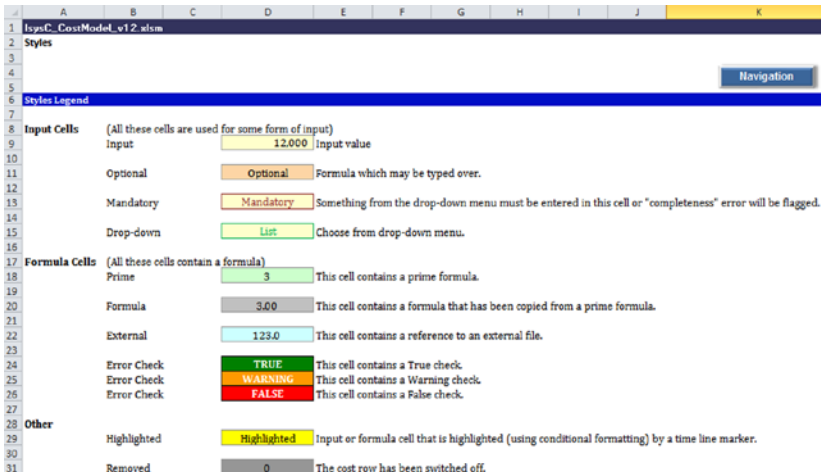 A B C D E F G H I J K
1 IsysC_CostModel_v12.xlsm
2 Styles
3
4 Navigation
5
6 Styles Legend
7
8 Input Cells (All these cells are used for some form of input)
9 Input 12.000 Input value
10
11 Optional Optional Formula which may be typed over.
12
13 Mandatory Mandatory Something from the drop-down menu must be entered in this cell or "completeness" error will be flagged.
14
15 Drop-down List Choose from drop-down menu.
16
17 Formula Cells (All these cells contain a formula)
18 Prime 3 This cell contains a prime formula.
19
20 Formula 3.00 This cell contains a formula that has been copied from a prime formula.
21
22 External 123.0 This cell contains a reference to an external file.
23
24 Error Check TRUE This cell contains a True check.
25 Error Check WARNING This cell contains a Warning check.
26 Error Check FALSE This cell contains a False check.
27
28 Other
29 Highlighted Highlighted Input or formula cell that is highlighted (using conditional formatting) by a time line marker.
30
31 Removed 0 The cost row has been switched off.